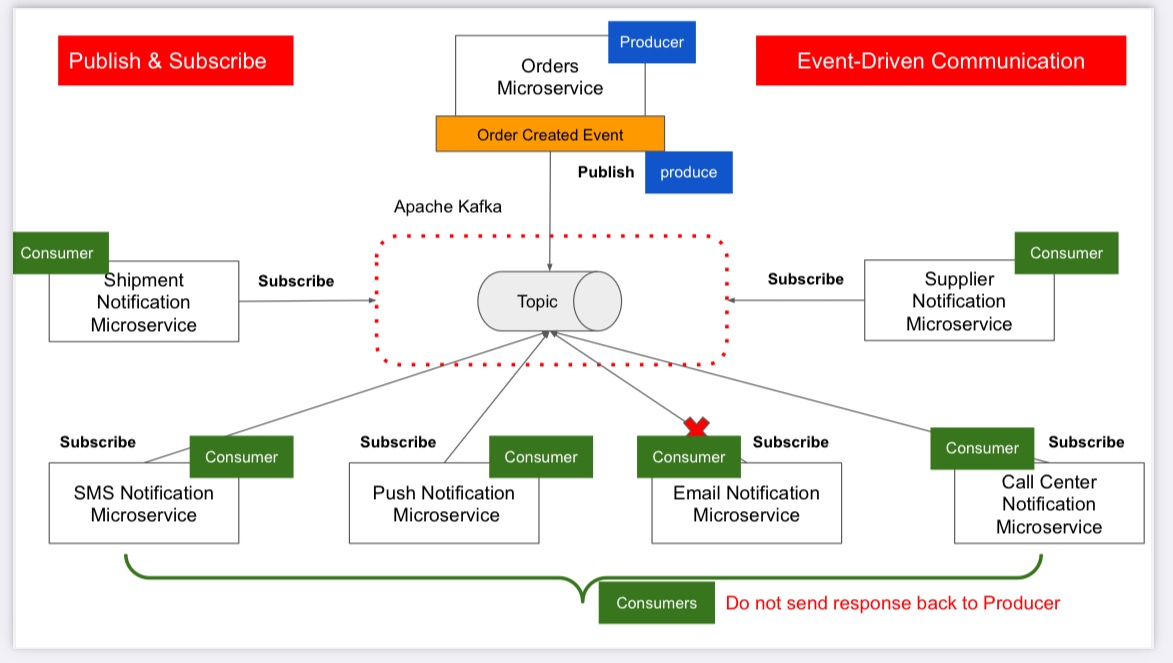 Publish & Subscribe
Producer
Orders
Microservice
Event-Driven Communication
Order Created Event
Publish
produce
Apache Kafka
Consumer
Shipment
Notification
Microservice
Subscribe
Topic
Subscribe
Consumer
Supplier
Notification
Microservice
Subscribe
Consumer
SMS Notification
Microservice
Subscribe
Consumer
Push Notification
Microservice
Consumer
Subscribe
Email Notification
Microservice
Consumer
Subscribe
Call Center
Notification
Microservice
Consumers
Do not send response back to Producer